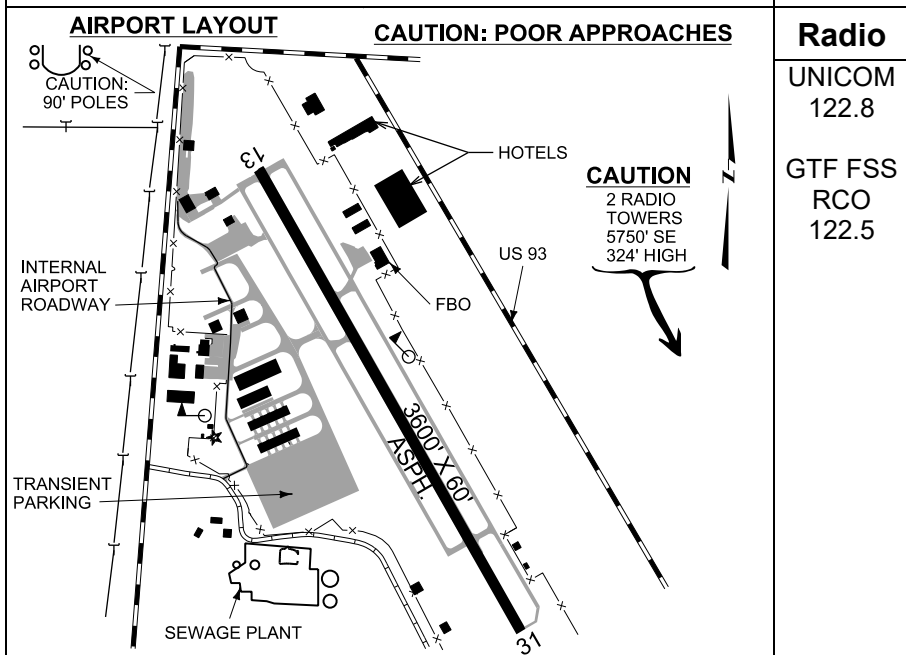 AIRPORT LAYOUT
CAUTION: POOR APPROACHES
CAUTION:
90' POLES
13
HOTELS
CAUTION
2 RADIO
TOWERS
5750' SE
324' HIGH
N
INTERNAL
AIRPORT
ROADWAY
US 93
FBO
3600' X 60'
ASPH.
TRANSIENT
PARKING
SEWAGE PLANT
31
Radio
UNICOM
122.8
GTF FSS
RCO
122.5